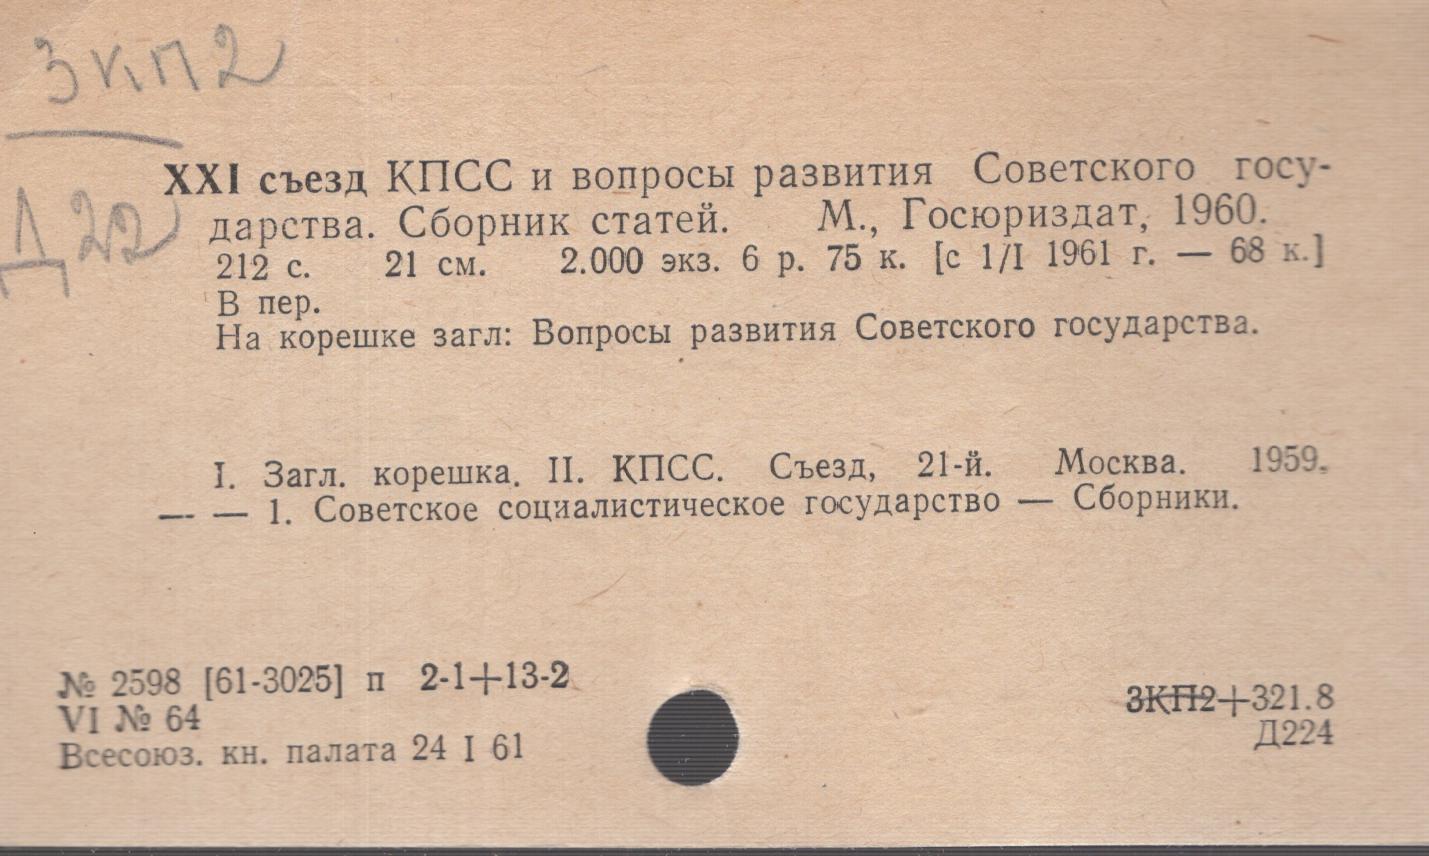 3КП2
Д22
XXI съезд КПСС и вопросы развития Советского госу-
дарства. Сборник статей. М., Госюриздат, 1960.
212 с. 21 см. 2.000 экз. 6 р. 75 к. [с 1/I 1961 г. — 68 к.]
В пер.
На корешке загл: Вопросы развития Советского государства.
I. Загл. корешка. II. КПСС. Съезд, 21-й. Москва. 1959.
— — 1. Советское социалистическое государство — Сборники.
№ 2598 [61-3025] п 2-1+13-2
VI № 64
Всесоюз. кн. палата 24 I 61
3КП2+321.8
Д224